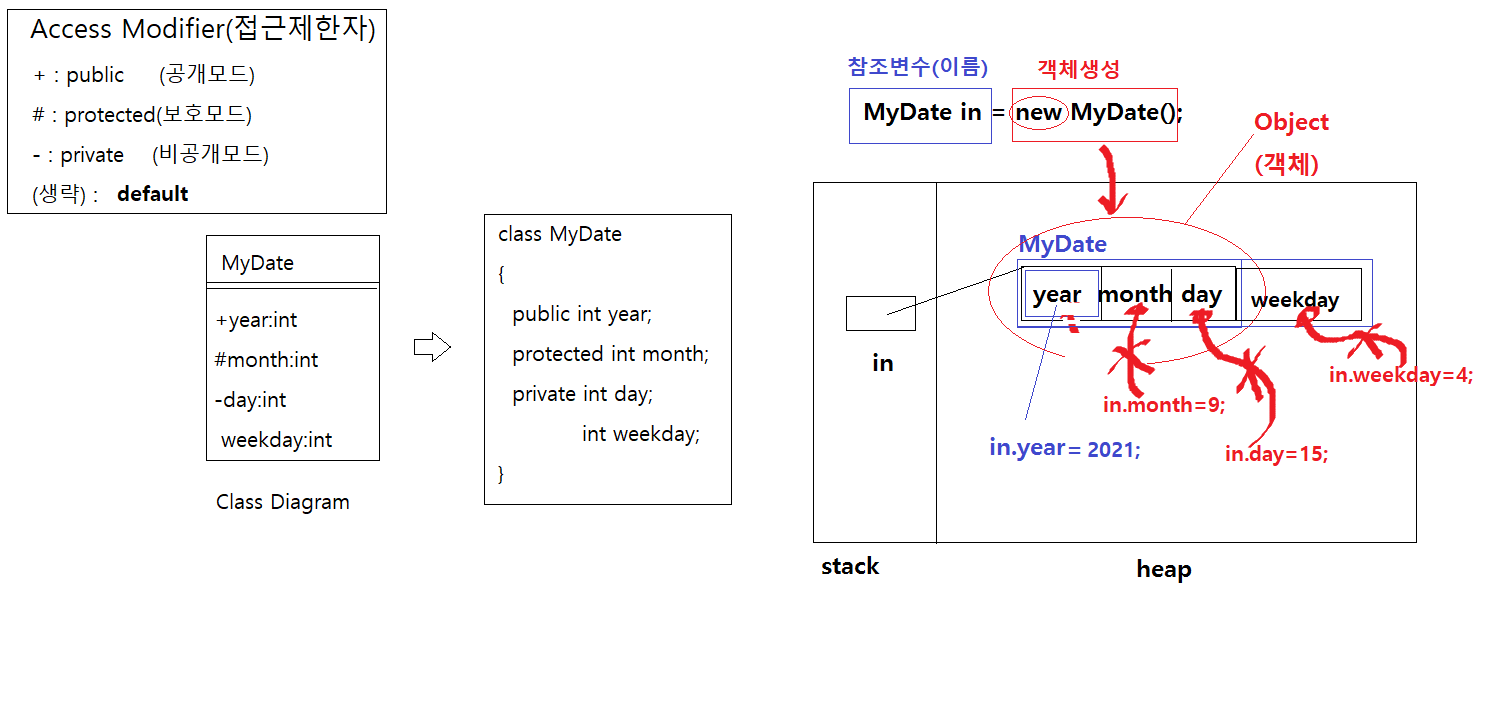 Access Modifier(접근제한자)
+ : public (공개모드)
# : protected(보호모드)
- : private (비공개모드)
(생략) : default
MyDate
+year:int
#month:int
-day:int
weekday:int
Class Diagram
class MyDate
{
public int year;
protected int month;
private int day;
int weekday;
}
참조변수(이름) 객체생성
MyDate in = new MyDate();
Object
(객체)
MyDate
year month day weekday
in
in.weekday=4;
in.month=9;
in.year= 2021;
in.day=15;
stack
heap